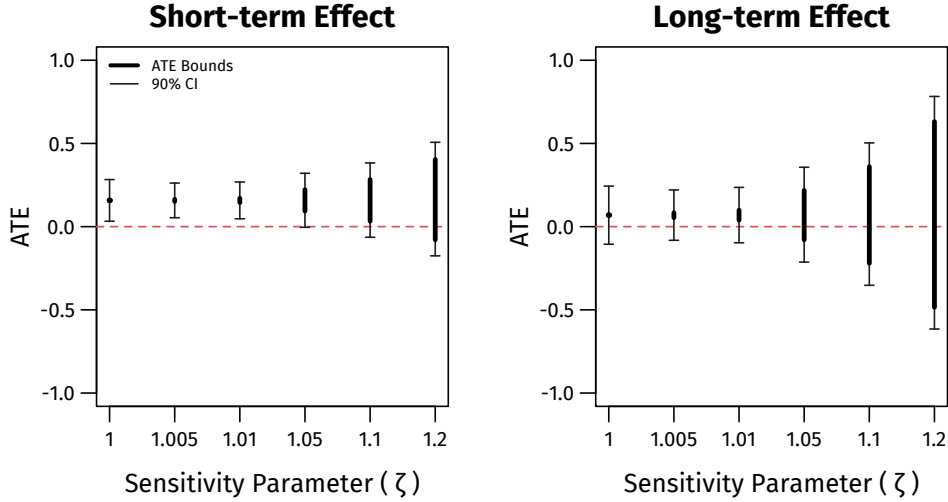 Short-term Effect
ATE Bounds
90% CI
1.0
0.5
0.0
-0.5
-1.0
ATE
1 1.005 1.01 1.05 1.1 1.2
Sensitivity Parameter ( ζ )
Long-term Effect
1.0
0.5
0.0
-0.5
-1.0
ATE
1 1.005 1.01 1.05 1.1 1.2
Sensitivity Parameter ( ζ )